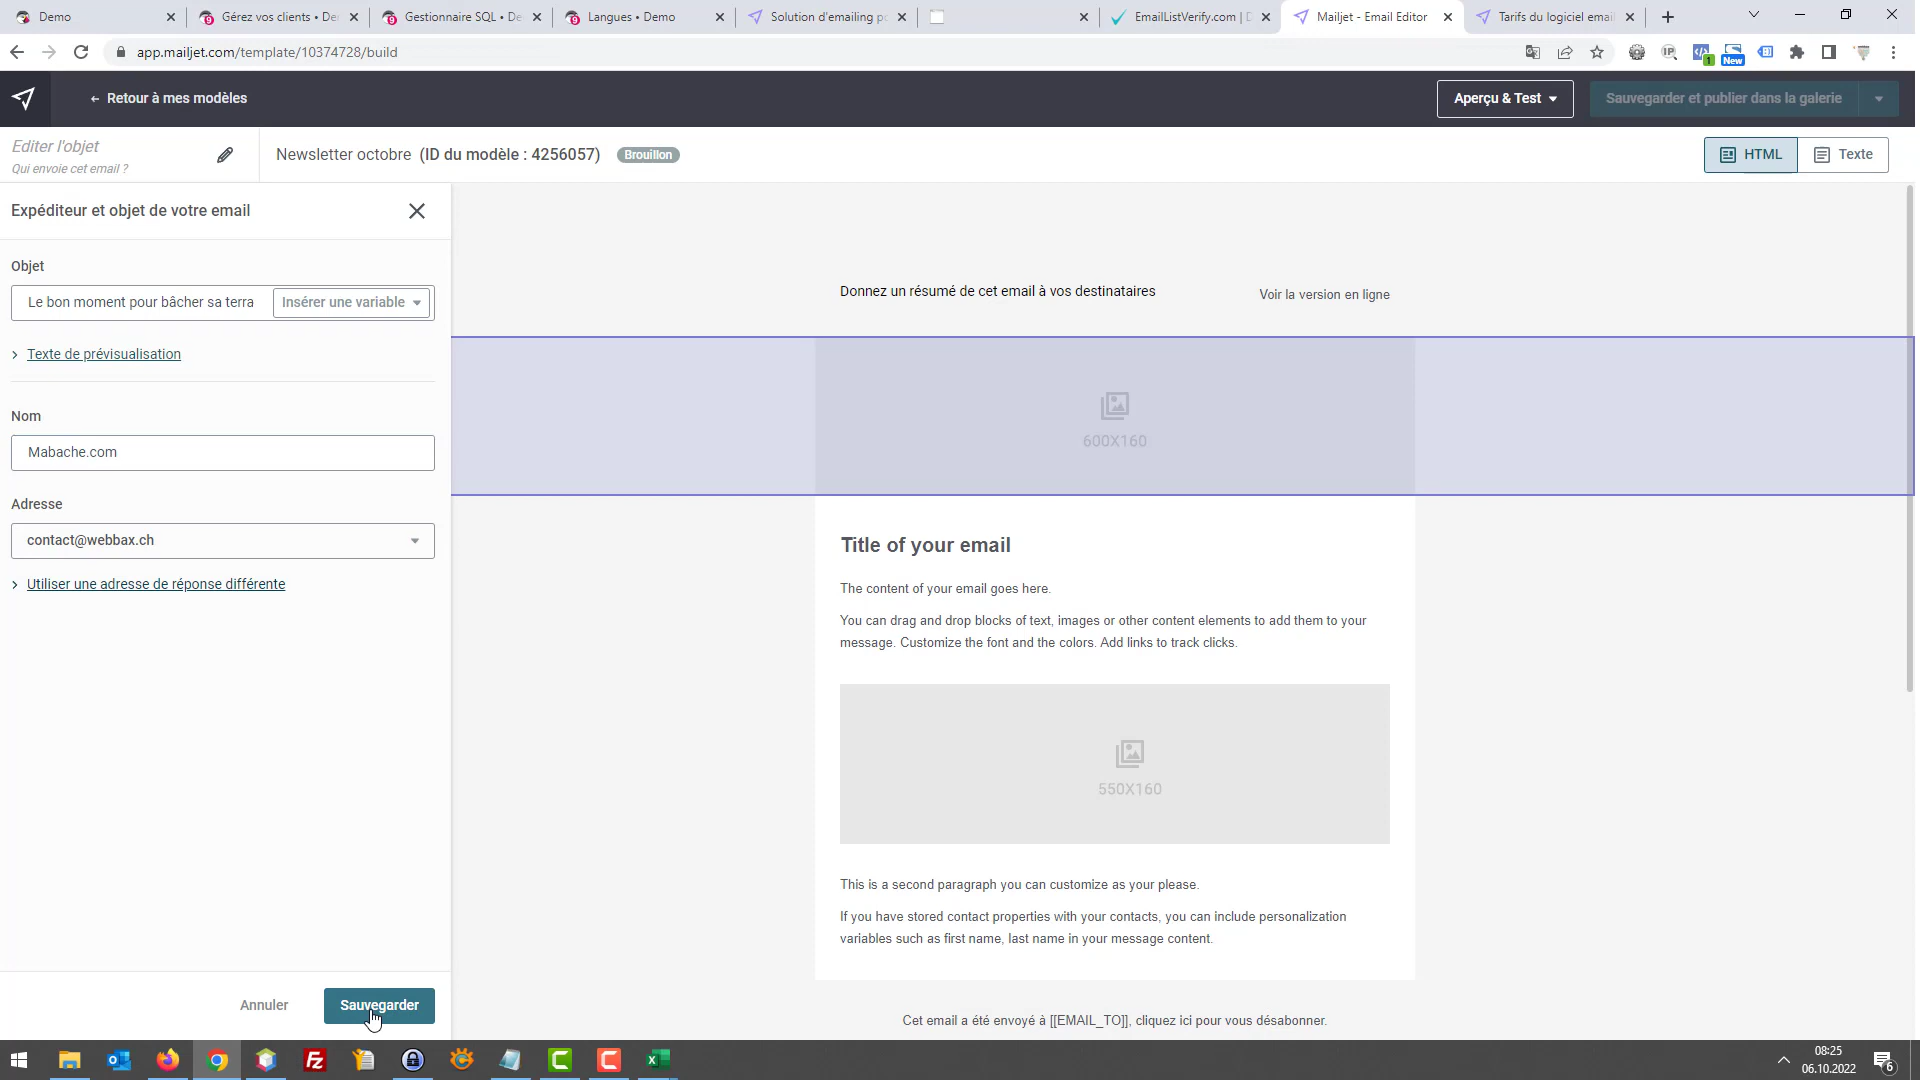 Demo
Gérez vos clients • De
Gestionnaire SQL • De
Langues • Demo
Solution d'emailing p
EmailListVerify.com | D
Mailjet - Email Editor
Tarifs du logiciel emai
app.mailjet.com/template/10374728/build
IP
1
New
← Retour à mes modèles
Aperçu & Test
Sauvegarder et publier dans la galerie
Editer l'objet
Qui envoie cet email ?
Newsletter octobre (ID du modèle : 4256057)
Brouillon
HTML
Texte
Expéditeur et objet de votre email
Objet
Le bon moment pour bâcher sa terra
Insérer une variable
Texte de prévisualisation
Nom
Mabache.com
Adresse
contact@webbax.ch
Utiliser une adresse de réponse différente
Annuler
Sauvegarder
Donnez un résumé de cet email à vos destinataires
Voir la version en ligne
600X160
Title of your email
The content of your email goes here.
You can drag and drop blocks of text, images or other content elements to add them to your
message. Customize the font and the colors. Add links to track clicks.
550X160
This is a second paragraph you can customize as your please.
If you have stored contact properties with your contacts, you can include personalization
variables such as first name, last name in your message content.
Cet email a été envoyé à [[EMAIL_TO]], cliquez ici pour vous désabonner.
08:25
06.10.2022
6